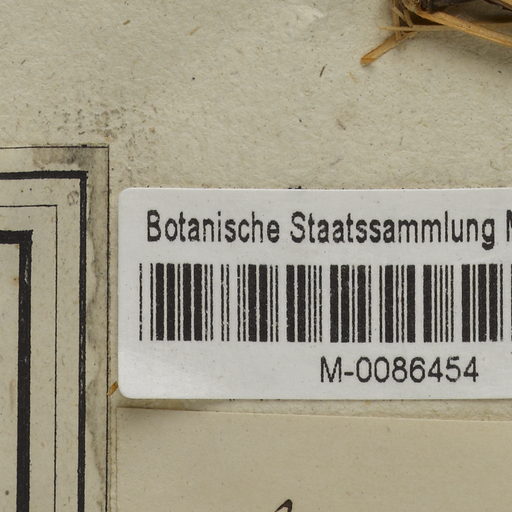 Botanische Staatssammlung
M-0086454